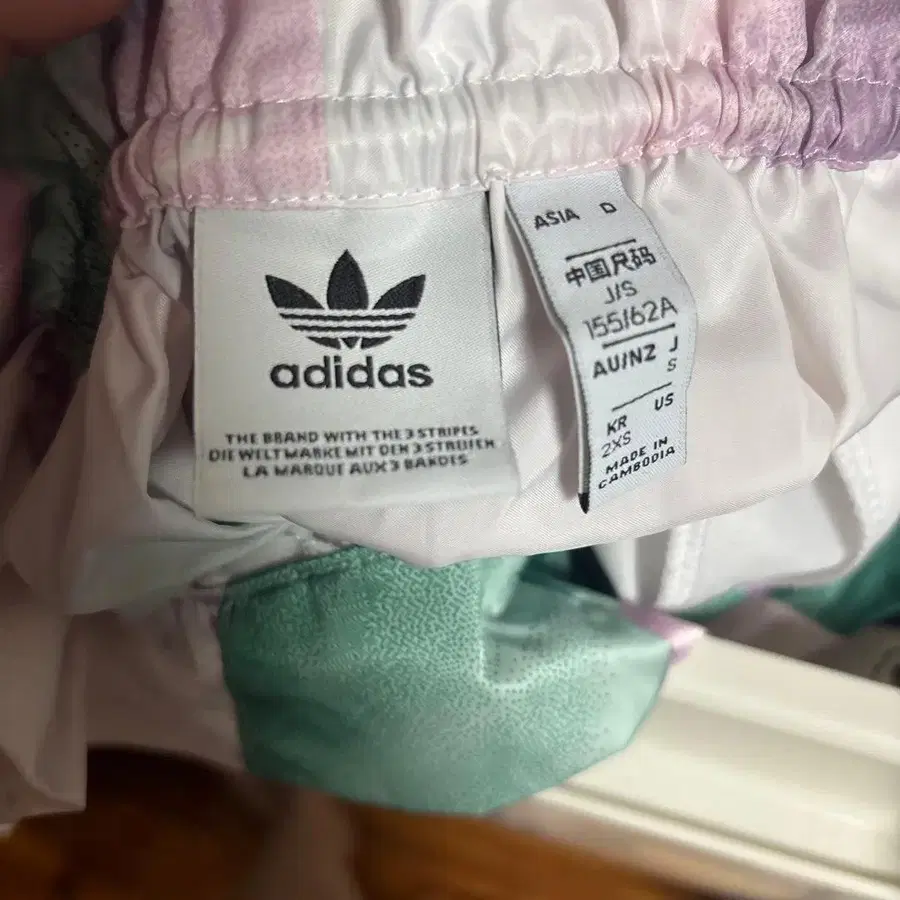 adidas
THE BRAND WITH THE 3 STRIPES
DIE WELTMARKE MIT DEN 3 STREIFEN
LA MARQUE AUX 3 BANDES
ASIA D
中国尺码
J/S
155/62A
AU/NZ J
S
KR US
2XS
MADE IN
CAMBODIA